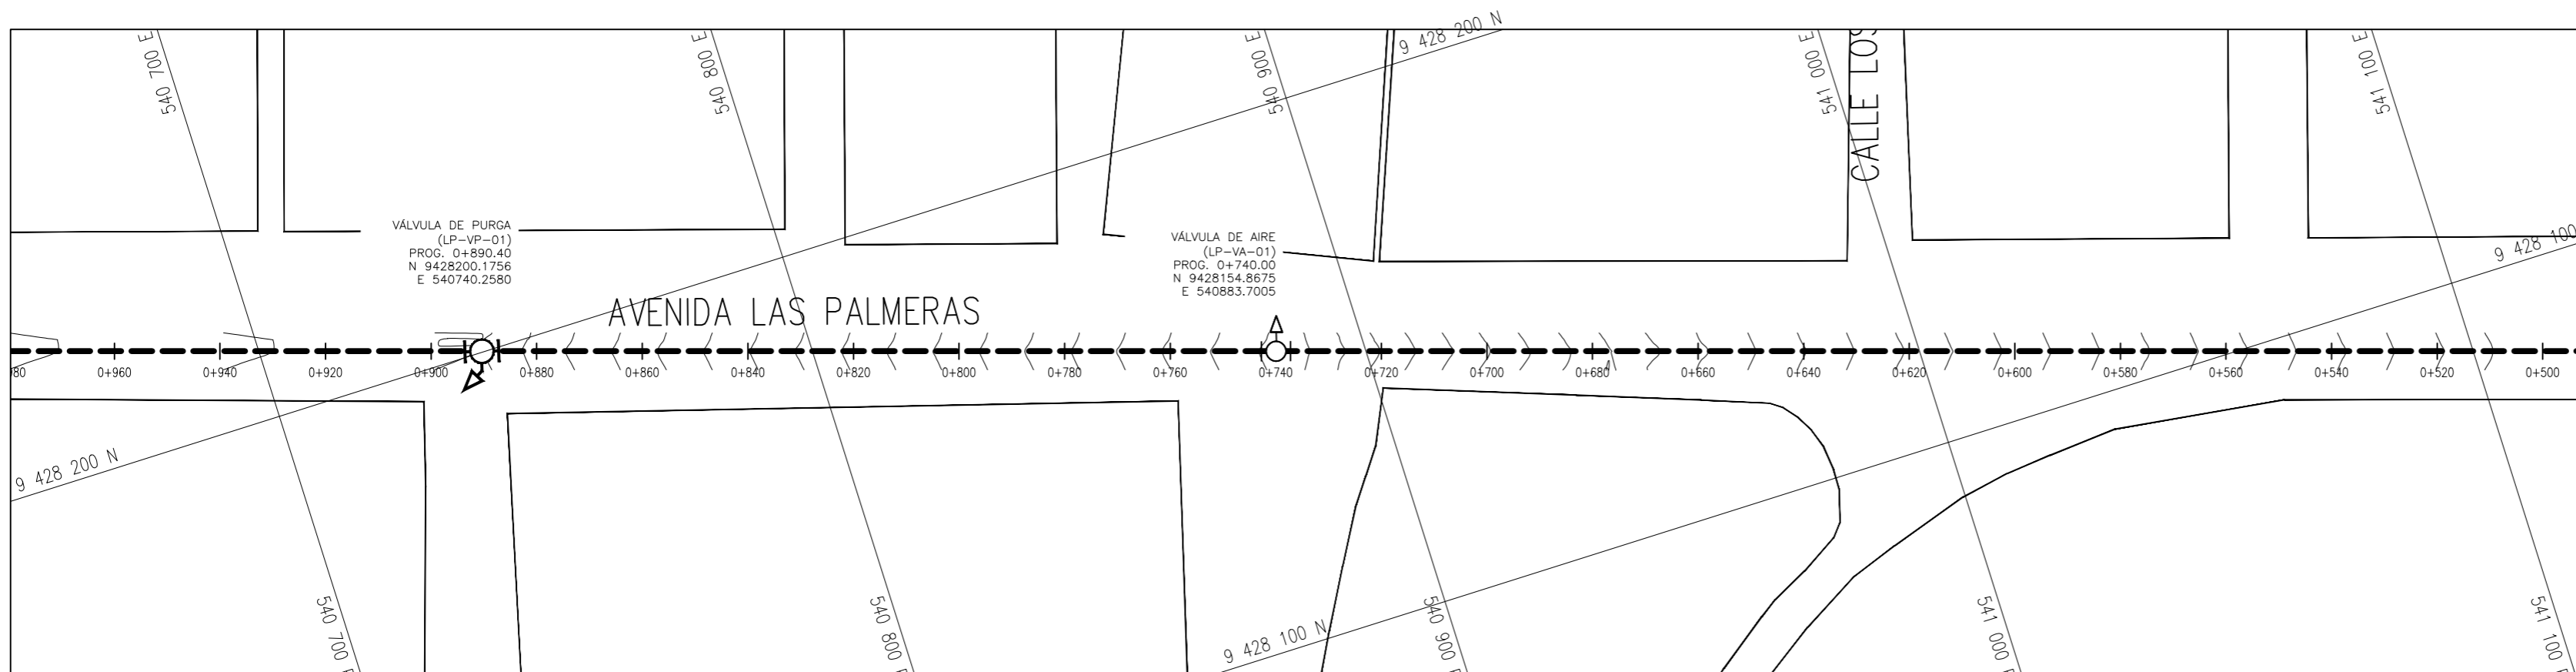 540 700 E
540 800 E
540 900 E
9 428 200 N
541 000 E
CALLE LOS
541 100 E
VÁLVULA DE PURGA
(LP-VP-01)
PROG. 0+890.40
N 9428200.1756
E 540740.2580
VÁLVULA DE AIRE
(LP-VA-01)
PROG. 0+740.00
N 9428154.8675
E 540883.7005
9 428 100
AVENIDA LAS PALMERAS
980 0+960 0+940 0+920 0+900 0+880 0+860 0+840 0+820 0+800 0+780 0+760 0+740 0+720 0+700 0+680 0+660 0+640 0+620 0+600 0+580 0+560 0+540 0+520 0+500
9 428 200 N
9 428 100 N
540 700
540 800
540 900
541 000
541 100